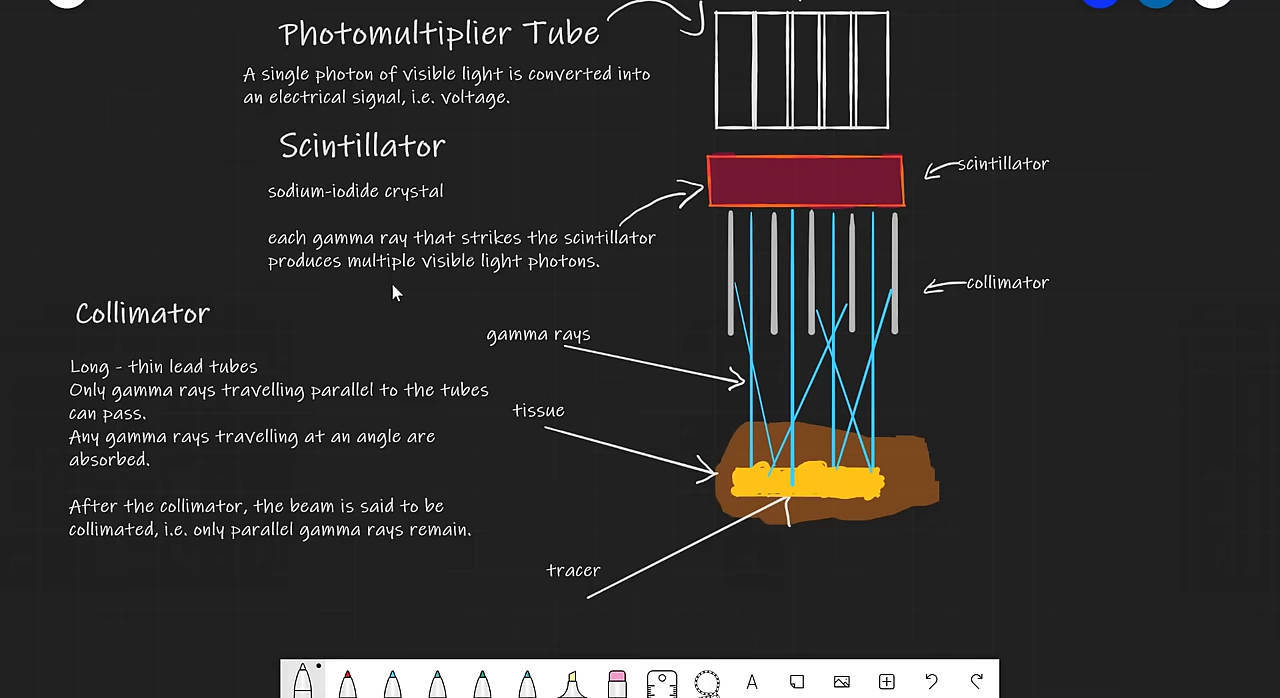 Photomultiplier Tube
A single photon of visible light is converted into
an electrical signal, i.e. voltage.
Scintillator
sodium-iodide crystal
each gamma ray that strikes the scintillator
produces multiple visible light photons.
scintillator
collimator
Collimator
Long - thin lead tubes
Only gamma rays travelling parallel to the tubes
can pass.
Any gamma rays travelling at an angle are
absorbed.
After the collimator, the beam is said to be
collimated, i.e. only parallel gamma rays remain.
gamma rays
tissue
tracer
A